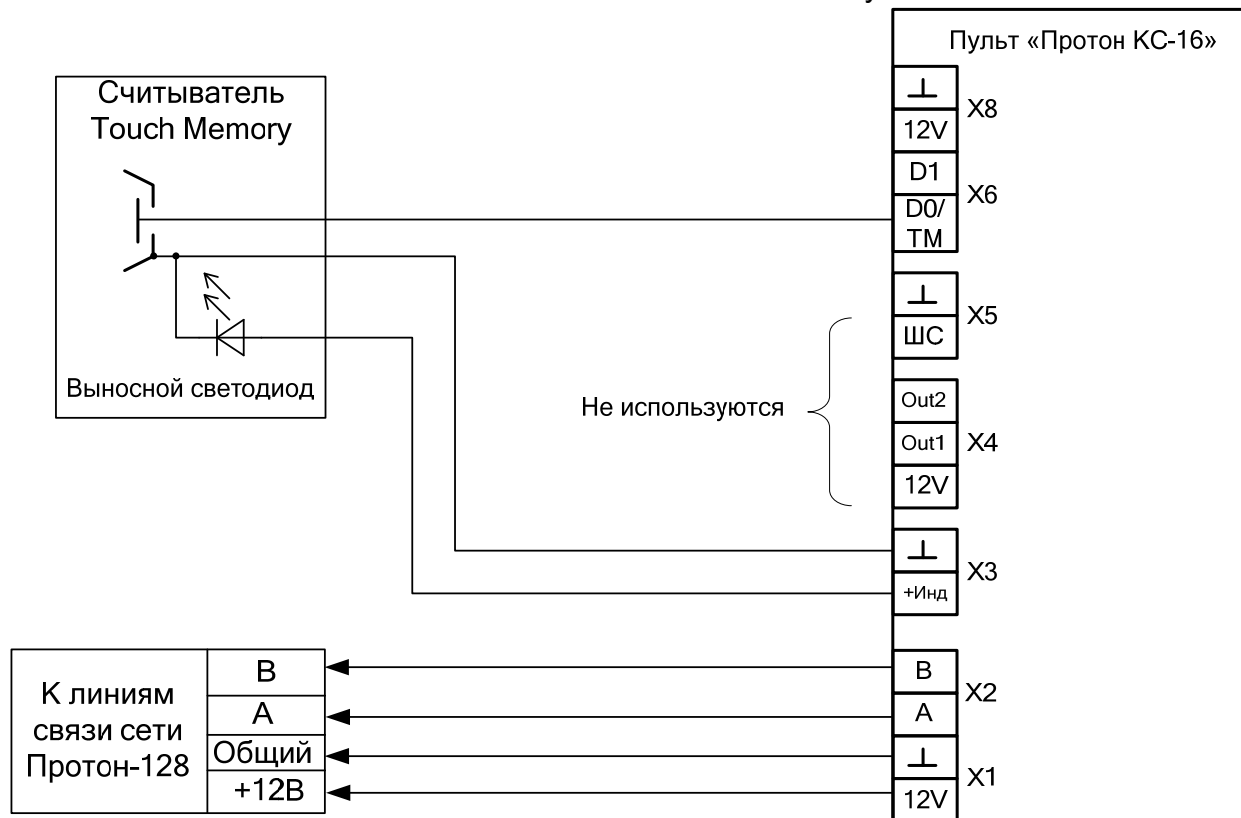 Пульт «Протон КС-16»
Считыватель
Touch Memory
Выносной светодиод
12V
X8
D1
D0/
TM
X6
ШС
X5
Не используются
Out2
Out1
12V
X4
+Инд
X3
К линиям
связи сети
Протон-128
B
A
Общий
+12В
B
A
X2
12V
X1